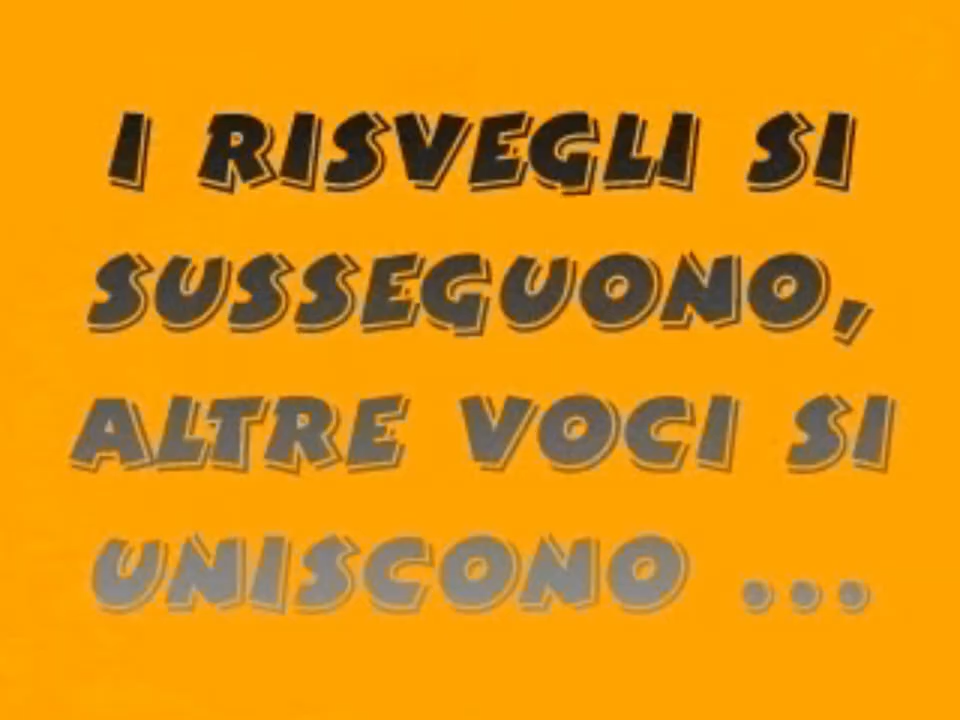 I RISVEGLI SI
SUSSEGUONO,
ALTRE VOCI SI
UNISCONO ...